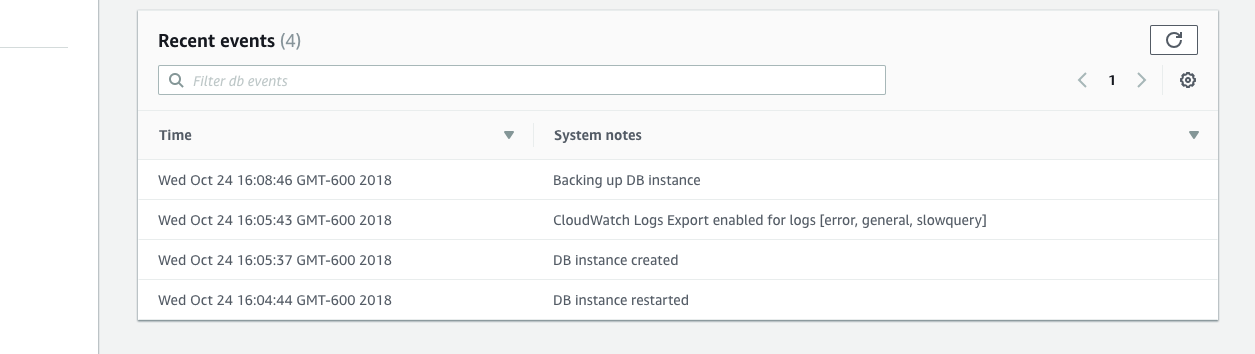 Recent events (4)
Filter db events
1
Time System notes
Wed Oct 24 16:08:46 GMT-600 2018 Backing up DB instance
Wed Oct 24 16:05:43 GMT-600 2018 CloudWatch Logs Export enabled for logs [error, general, slowquery]
Wed Oct 24 16:05:37 GMT-600 2018 DB instance created
Wed Oct 24 16:04:44 GMT-600 2018 DB instance restarted